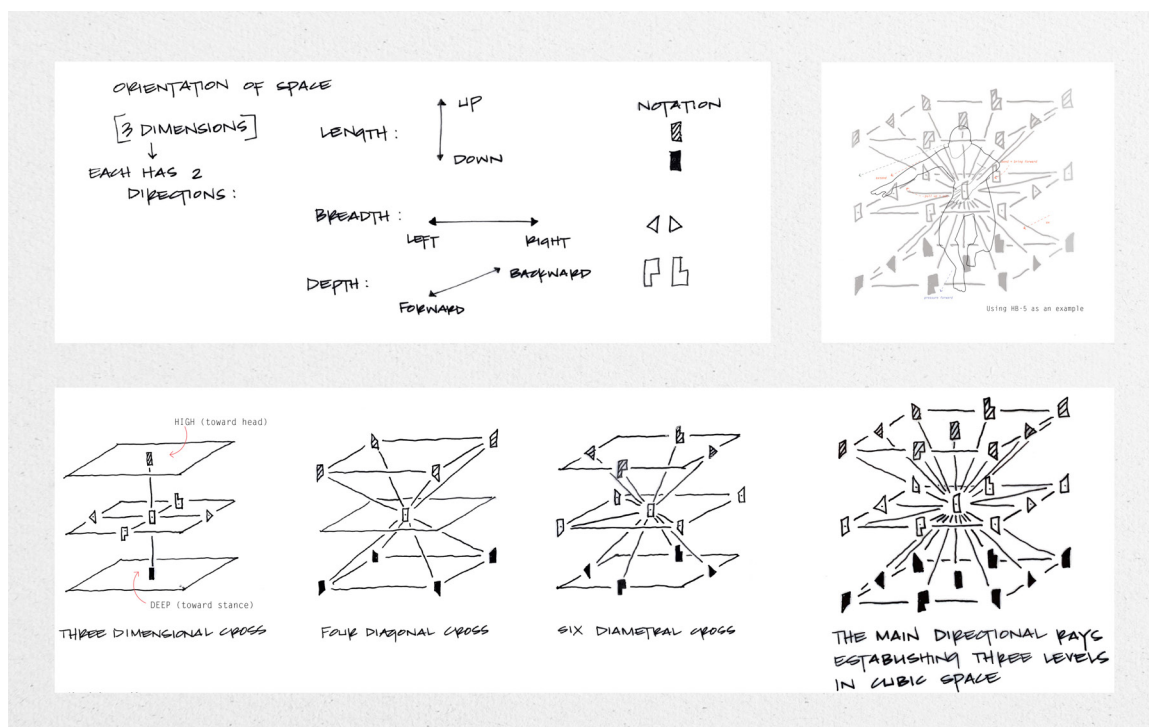 ORIENTATION OF SPACE
[3 DIMENSIONS]
EACH HAS 2
DIRECTIONS:
LENGTH:
UP
DOWN
BREADTH:
LEFT
RIGHT
DEPTH:
BACKWARD
FORWARD
NOTATION
Using HB-5 as an example
HIGH (toward head)
DEEP (toward stance)
THREE DIMENSIONAL CROSS
FOUR DIAGONAL CROSS
SIX DIAMETRAL CROSS
THE MAIN DIRECTIONAL RAYS
ESTABLISHING THREE LEVELS
IN CUBIC SPACE